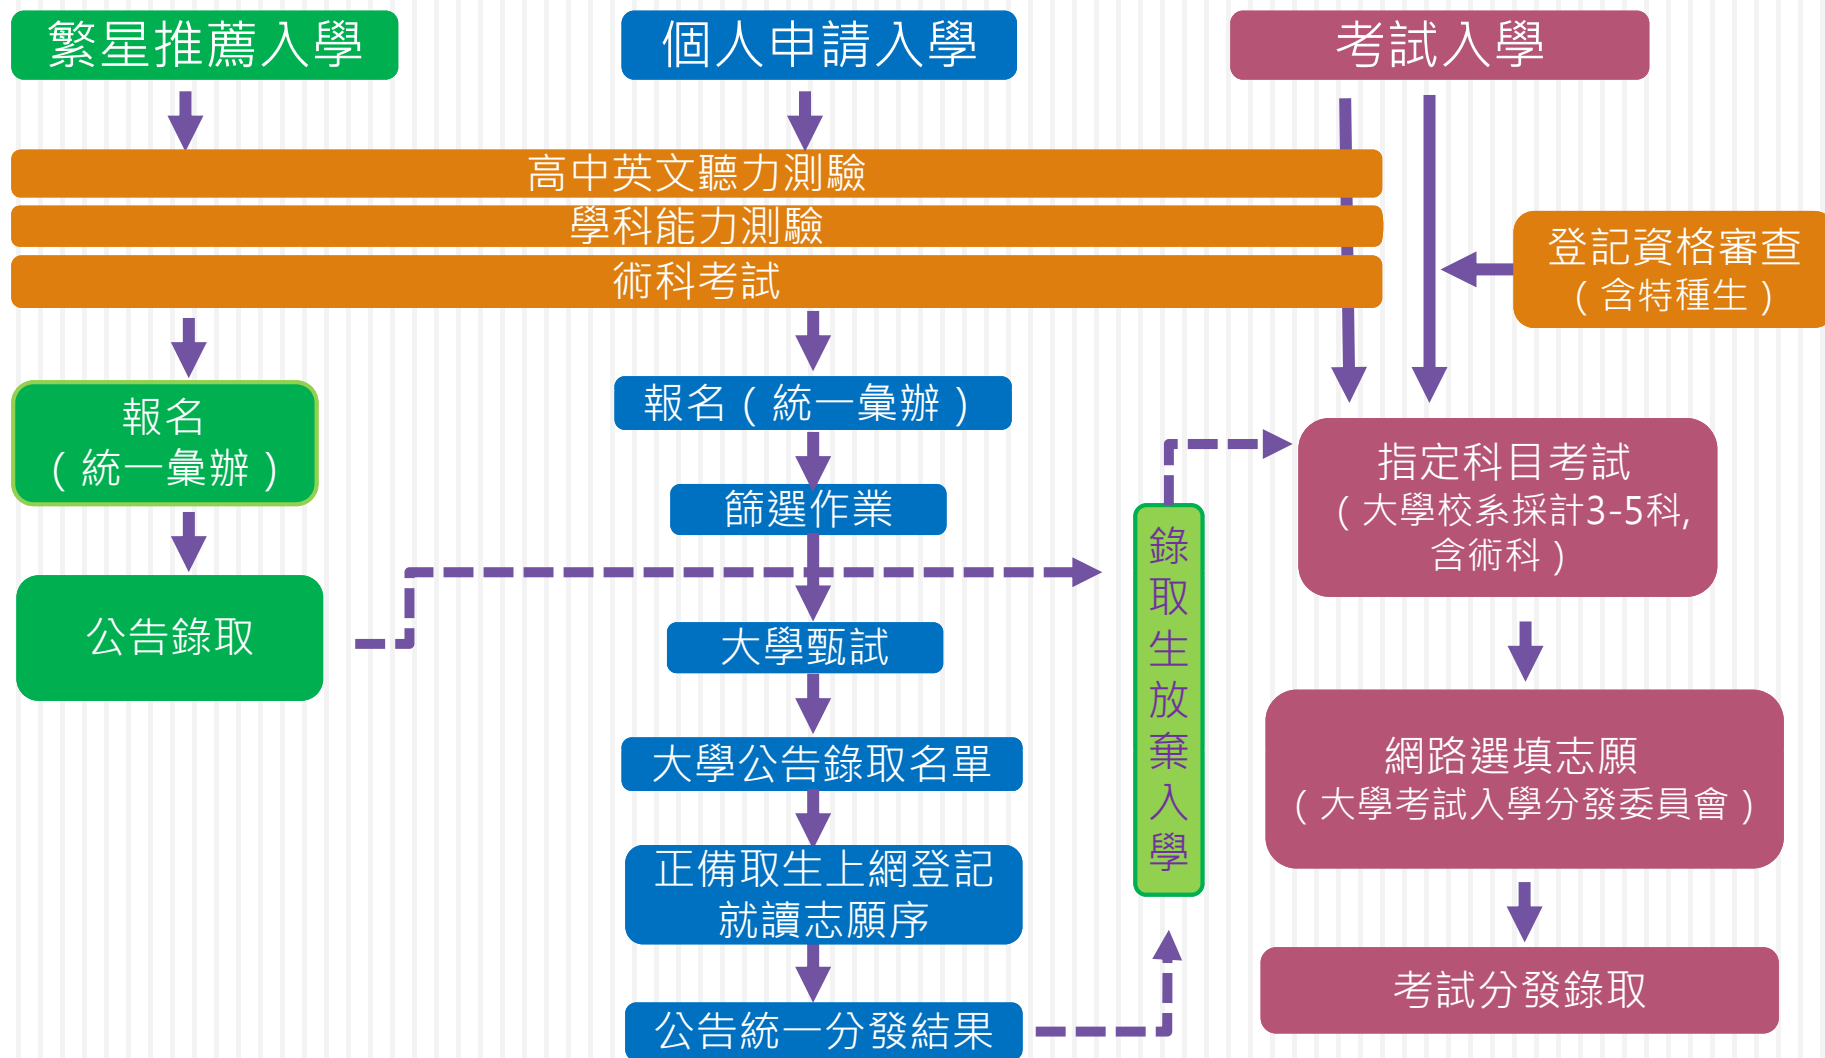 繁星推薦入學
個人申請入學
考試入學
高中英文聽力測驗
學科能力測驗
術科考試
登記資格審查
（含特種生）
報名
（統一彙辦）
公告錄取
報名（統一彙辦）
篩選作業
大學甄試
大學公告錄取名單
正備取生上網登記
就讀志願序
公告統一分發結果
錄取生放棄入學
指定科目考試
（大學校系採計3-5科,
含術科）
網路選填志願
（大學考試入學分發委員會）
考試分發錄取